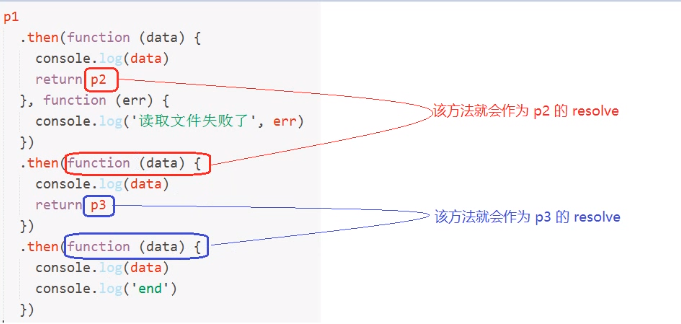 p1
.then(function (data) {
console.log(data)
return p2
}, function (err) {
console.log('读取文件失败了', err)
})
.then(function (data) {
console.log(data)
return p3
})
.then(function (data) {
console.log(data)
console.log('end')
})
该方法就会作为 p2 的 resolve
该方法就会作为 p3 的 resolve